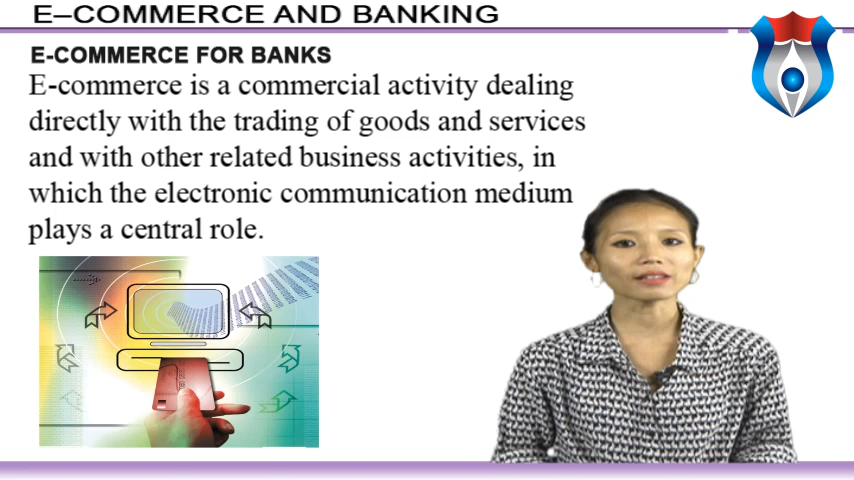 E–COMMERCE AND BANKING
E-COMMERCE FOR BANKS
E-commerce is a commercial activity dealing
directly with the trading of goods and services
and with other related business activities, in
which the electronic communication medium
plays a central role.